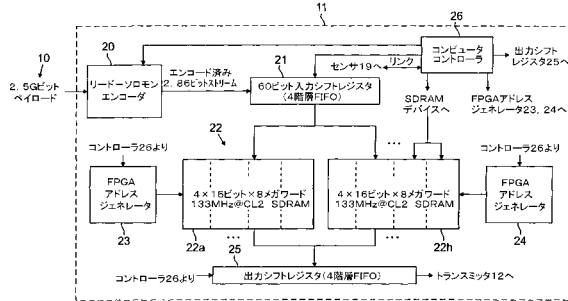 11
10
2. 5Gビット
ペイロード
20
リードーソロモン
エンコーダ
エンコード済み
2. 86ビットストリーム
21
センサ19へ
リンク
60ビット入力シフトレジスタ
(4階層FIFO)
26
コンピュータ
コントローラ
出力シフト
レジスタ25へ
SDRAM
デバイスへ
FPGAアドレス
ジェネレータ23, 24へ
22
...
コントローラ26より
FPGA
アドレス
ジェネレータ
23
4×16ビット×8メガワード
133MHz@CL2 SDRAM
22a
...
4×16ビット×8メガワード
133MHz@CL2 SDRAM
22h
...
コントローラ26より
FPGA
アドレス
ジェネレータ
24
25
コントローラ26より
出力シフトレジスタ(4階層FIFO)
トランスミッタ12へ